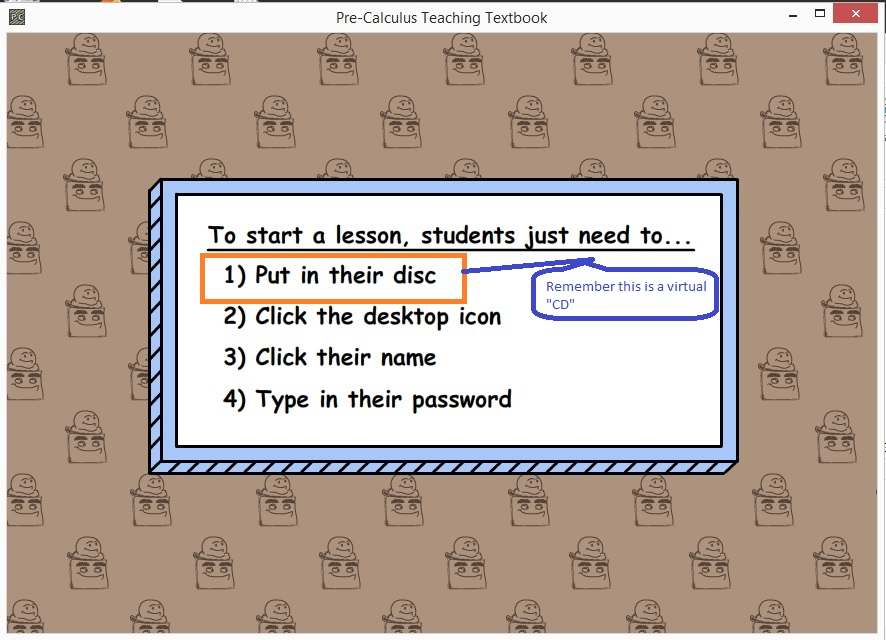 Pre-Calculus Teaching Textbook
To start a lesson, students just need to...
1) Put in their disc
Remember this is a virtual
"CD"
2) Click the desktop icon
3) Click their name
4) Type in their password